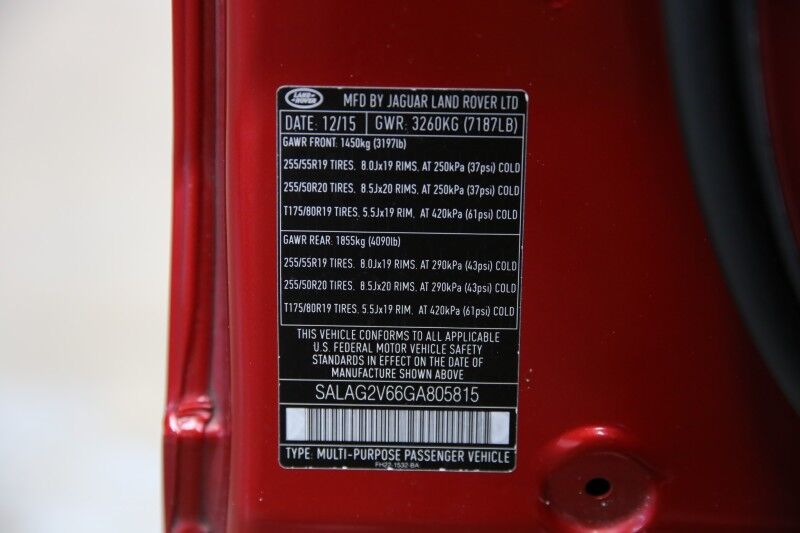 LAND ROVER
MFD BY JAGUAR LAND ROVER LTD
DATE: 12/15 GWR: 3260KG (7187LB)
GAWR FRONT: 1450kg (3197lb)
255/55R19 TIRES. 8.0Jx19 RIMS. AT 250kPa (37psi) COLD
255/50R20 TIRES. 8.5Jx20 RIMS. AT 250kPa (37psi) COLD
T175/80R19 TIRES. 5.5Jx19 RIM. AT 420kPa (61psi) COLD
GAWR REAR: 1855kg (4090lb)
255/55R19 TIRES. 8.0Jx19 RIMS. AT 290kPa (43psi) COLD
255/50R20 TIRES. 8.5Jx20 RIMS. AT 290kPa (43psi) COLD
T175/80R19 TIRES. 5.5Jx19 RIM. AT 420kPa (61psi) COLD
THIS VEHICLE CONFORMS TO ALL APPLICABLE
U.S. FEDERAL MOTOR VEHICLE SAFETY
STANDARDS IN EFFECT ON THE DATE OF
MANUFACTURE SHOWN ABOVE
SALAG2V66GA805815
TYPE: MULTI-PURPOSE PASSENGER VEHICLE
FH22-1532-BA